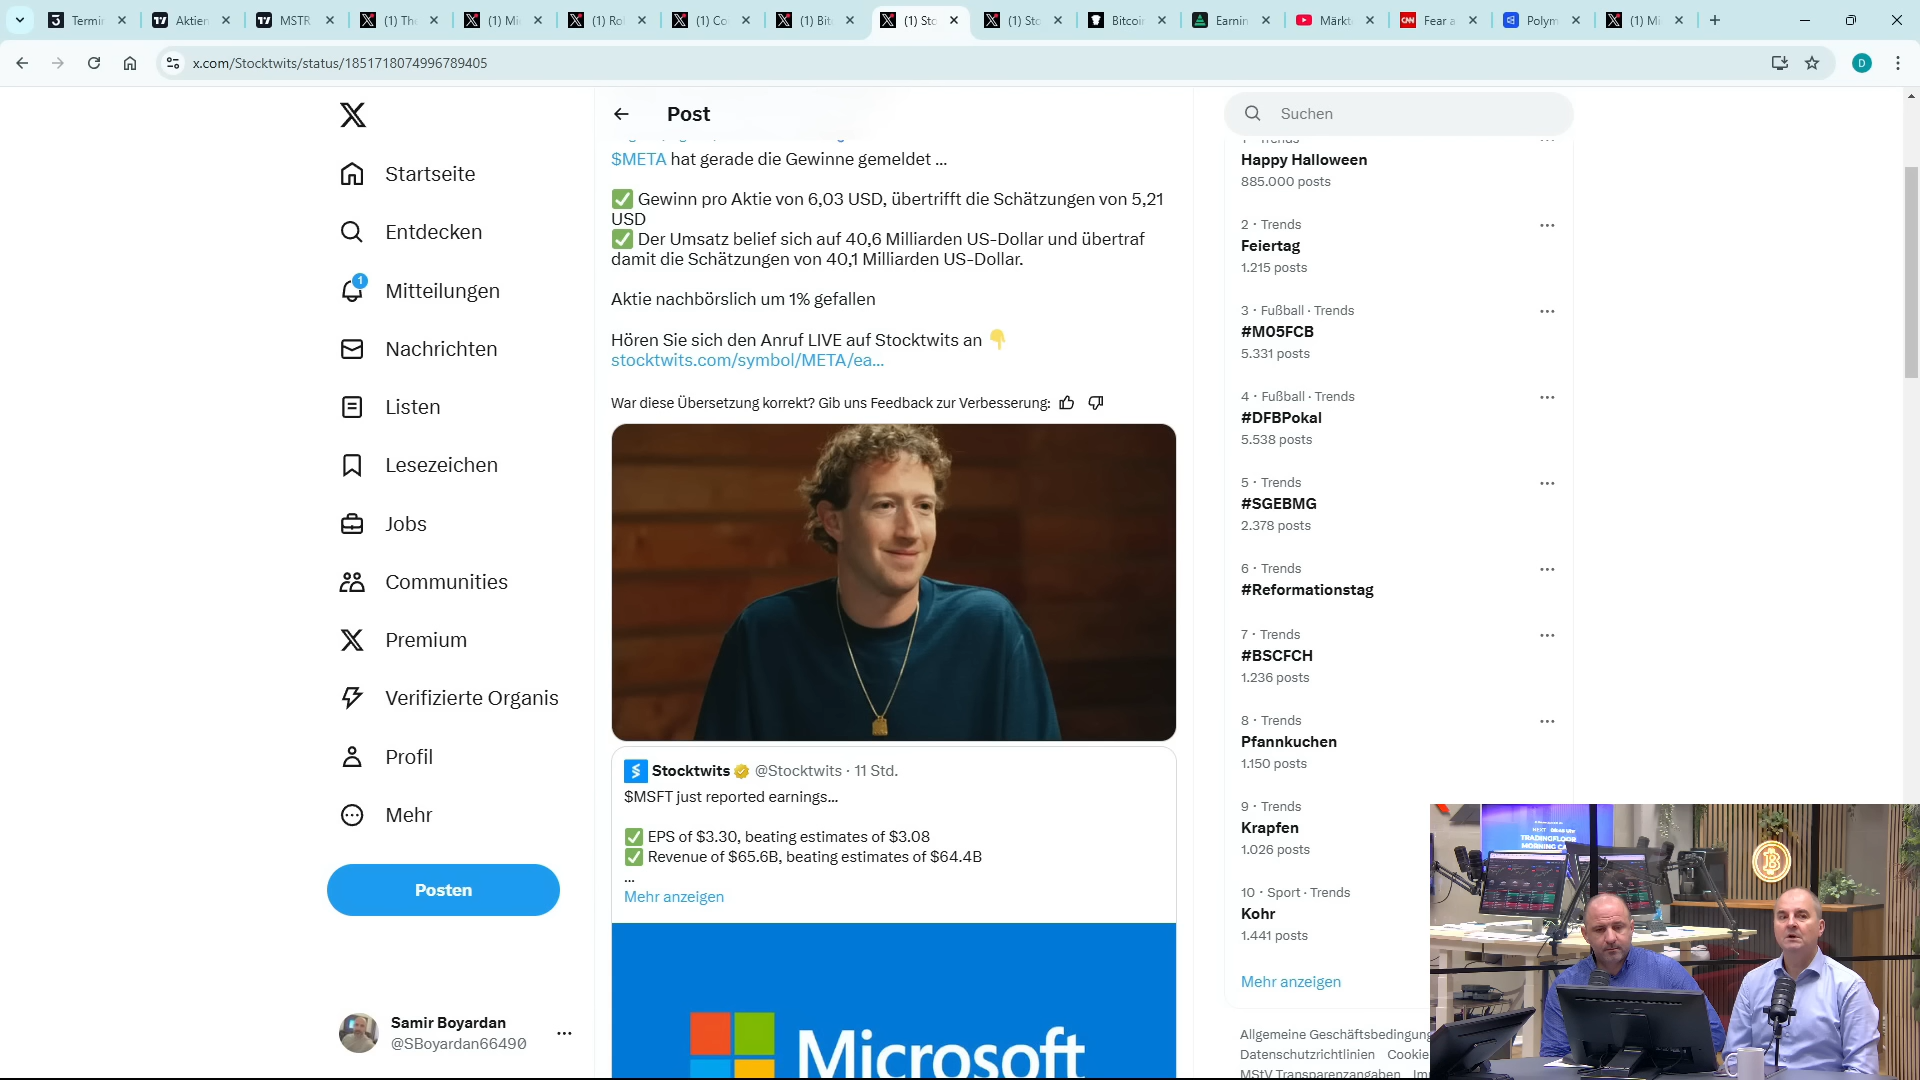 Termi
Aktien
MSTR
(1) Th
(1) Mi
(1) Ro
(1) Co
(1) Bit
(1) Sto
(1) Sto
Bitcoin
Earnin
Märkt
Fear a
Polym
(1) Mi
x.com/Stocktwits/status/1851718074996789405
D
Post
Suchen
Startseite
Entdecken
1
Mitteilungen
Nachrichten
Listen
Lesezeichen
Jobs
Communities
Premium
Verifizierte Organis
Profil
Mehr
Posten
Samir Boyardan
@SBoyardan66490
$META hat gerade die Gewinne gemeldet ...
✅ Gewinn pro Aktie von 6,03 USD, übertrifft die Schätzungen von 5,21
USD
✅ Der Umsatz belief sich auf 40,6 Milliarden US-Dollar und übertraf
damit die Schätzungen von 40,1 Milliarden US-Dollar.
Aktie nachbörslich um 1% gefallen
Hören Sie sich den Anruf LIVE auf Stocktwits an 👇
stocktwits.com/symbol/META/ea...
War diese Übersetzung korrekt? Gib uns Feedback zur Verbesserung:
Stocktwits @Stocktwits · 11 Std.
$MSFT just reported earnings...
✅ EPS of $3.30, beating estimates of $3.08
✅ Revenue of $65.6B, beating estimates of $64.4B
...
Mehr anzeigen
Microsoft
1 · Trends
Happy Halloween
885.000 posts
2 · Trends
Feiertag
1.215 posts
3 · Fußball · Trends
#M05FCB
5.331 posts
4 · Fußball · Trends
#DFBPokal
5.538 posts
5 · Trends
#SGEBMG
2.378 posts
6 · Trends
#Reformationstag
7 · Trends
#BSCFCH
1.236 posts
8 · Trends
Pfannkuchen
1.150 posts
9 · Trends
Krapfen
1.026 posts
10 · Sport · Trends
Kohr
1.441 posts
Mehr anzeigen
Allgemeine Geschäftsbedingung
Datenschutzrichtlinien Cookie
MStV Transparenzangaben Im
NEXT
TRADINGFLOOR
MORNING CA